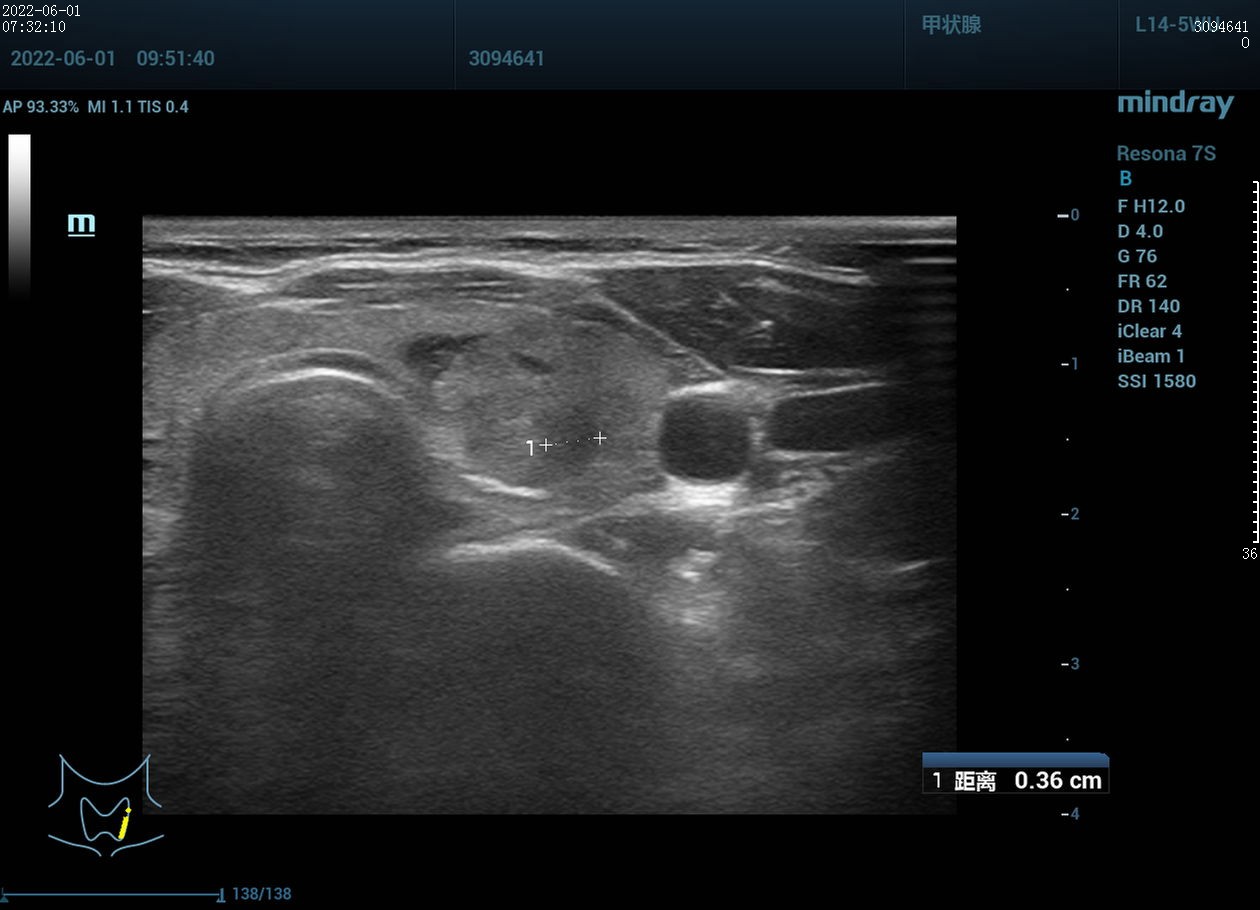 2022-06-01
07:32:10
2022-06-01 09:51:40
3094641
甲状腺
3094641
0
AP 93.33% MI 1.1 TIS 0.4
mindray
Resona 7S
B
F H12.0
D 4.0
G 76
FR 62
DR 140
iClear 4
iBeam 1
SSI 1580
m
0
1
2
3
4
1
36
1 距离 0.36 cm
138/138